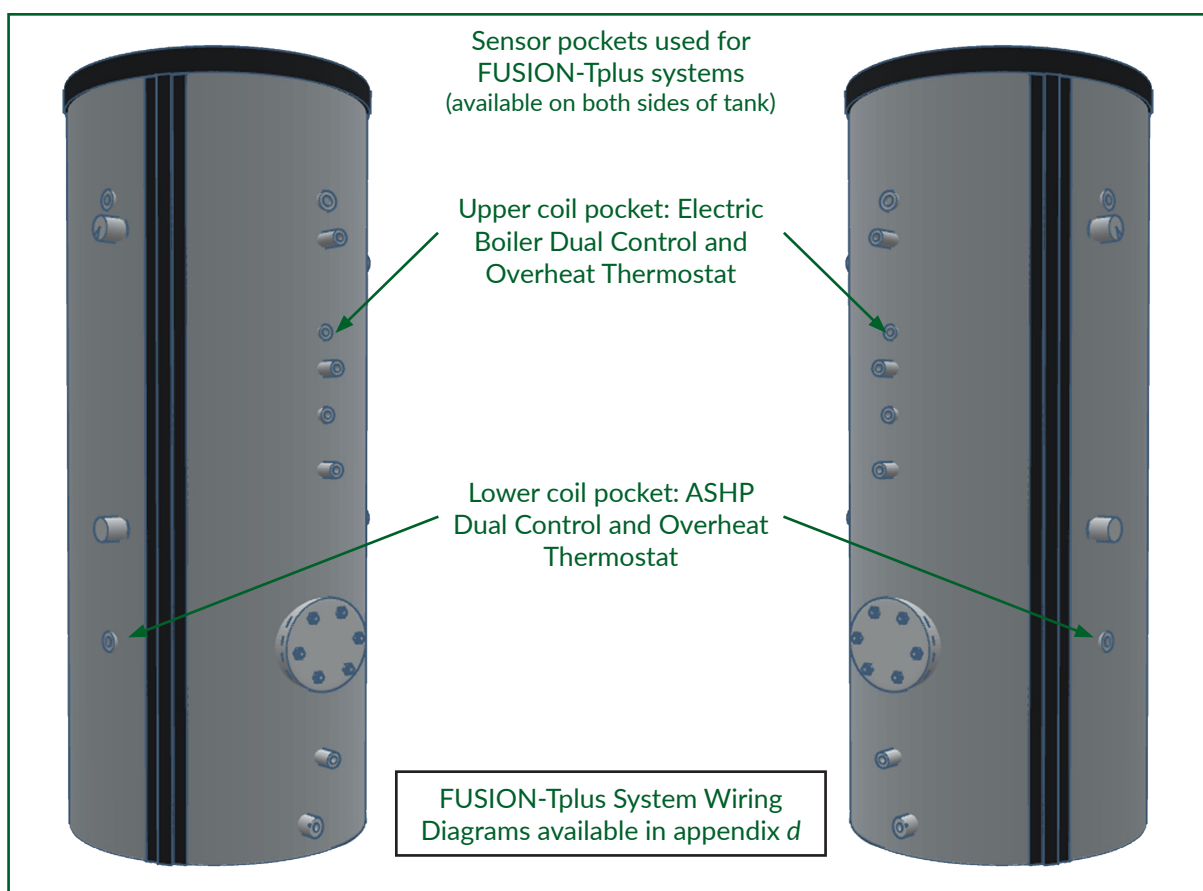 Sensor pockets used for
FUSION-Tplus systems
(available on both sides of tank)
Upper coil pocket: Electric
Boiler Dual Control and
Overheat Thermostat
Lower coil pocket: ASHP
Dual Control and Overheat
Thermostat
FUSION-Tplus System Wiring
Diagrams available in appendix d